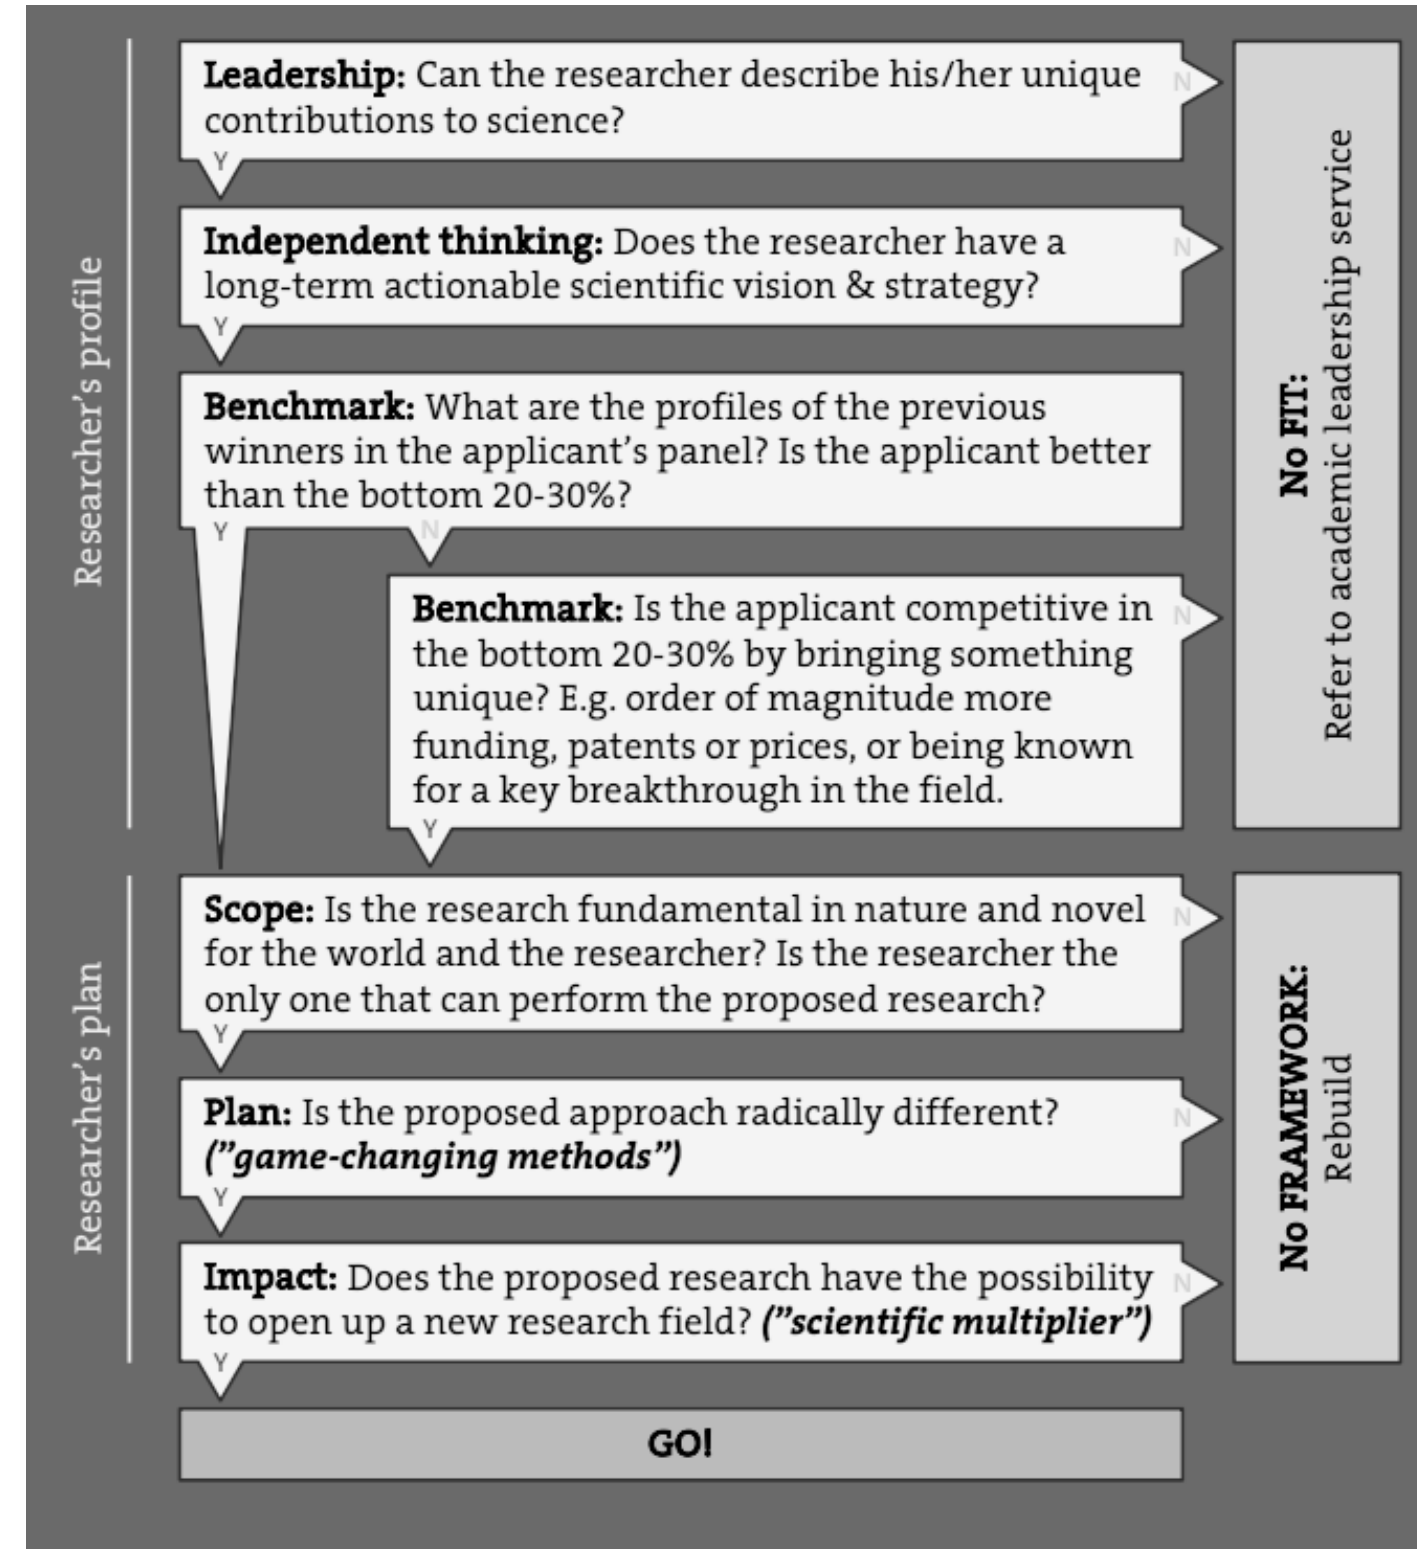 Researcher's profile
Leadership: Can the researcher describe his/her unique
contributions to science?
N
Y
Independent thinking: Does the researcher have a
long-term actionable scientific vision & strategy?
N
Y
Benchmark: What are the profiles of the previous
winners in the applicant's panel? Is the applicant better
than the bottom 20-30%?
Y
N
Benchmark: Is the applicant competitive in
the bottom 20-30% by bringing something
unique? E.g. order of magnitude more
funding, patents or prices, or being known
for a key breakthrough in the field.
N
Y
No FIT:
Refer to academic leadership service
Researcher's plan
Scope: Is the research fundamental in nature and novel
for the world and the researcher? Is the researcher the
only one that can perform the proposed research?
N
Y
Plan: Is the proposed approach radically different?
(”game-changing methods”)
N
Y
Impact: Does the proposed research have the possibility
to open up a new research field? (”scientific multiplier”)
N
Y
No FRAMEWORK:
Rebuild
GO!